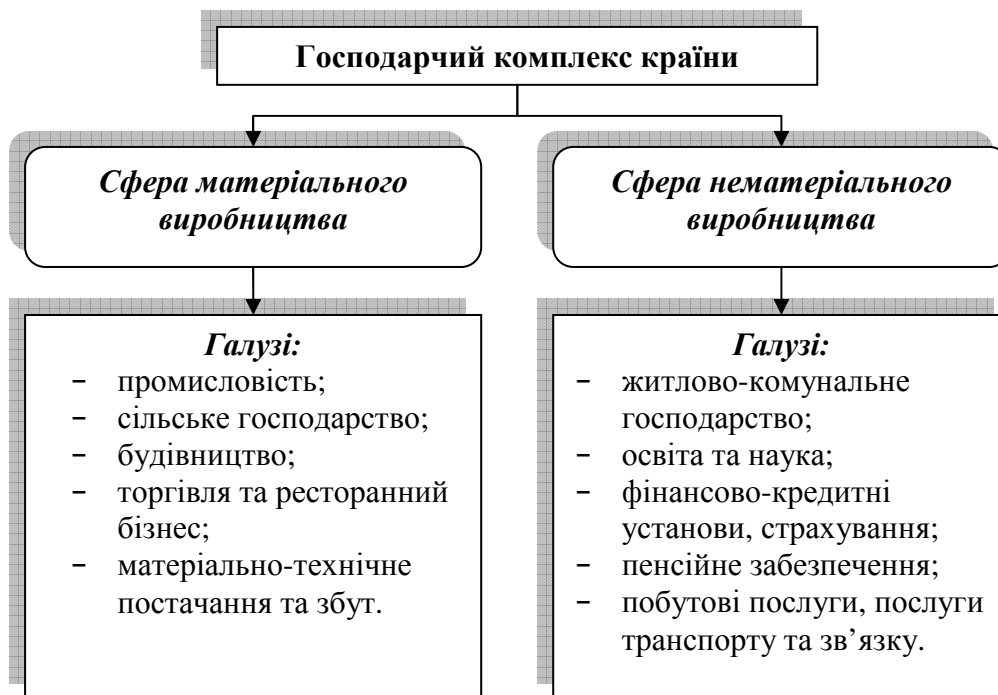 Господарчий комплекс країни
Сфера матеріального
виробництва
Сфера нематеріального
виробництва
Галузі:
- промисловість;
- сільське господарство;
- будівництво;
- торгівля та ресторанний
бізнес;
- матеріально-технічне
постачання та збут.
Галузі:
- житлово-комунальне
господарство;
- освіта та наука;
- фінансово-кредитні
установи, страхування;
- пенсійне забезпечення;
- побутові послуги, послуги
транспорту та зв’язку.